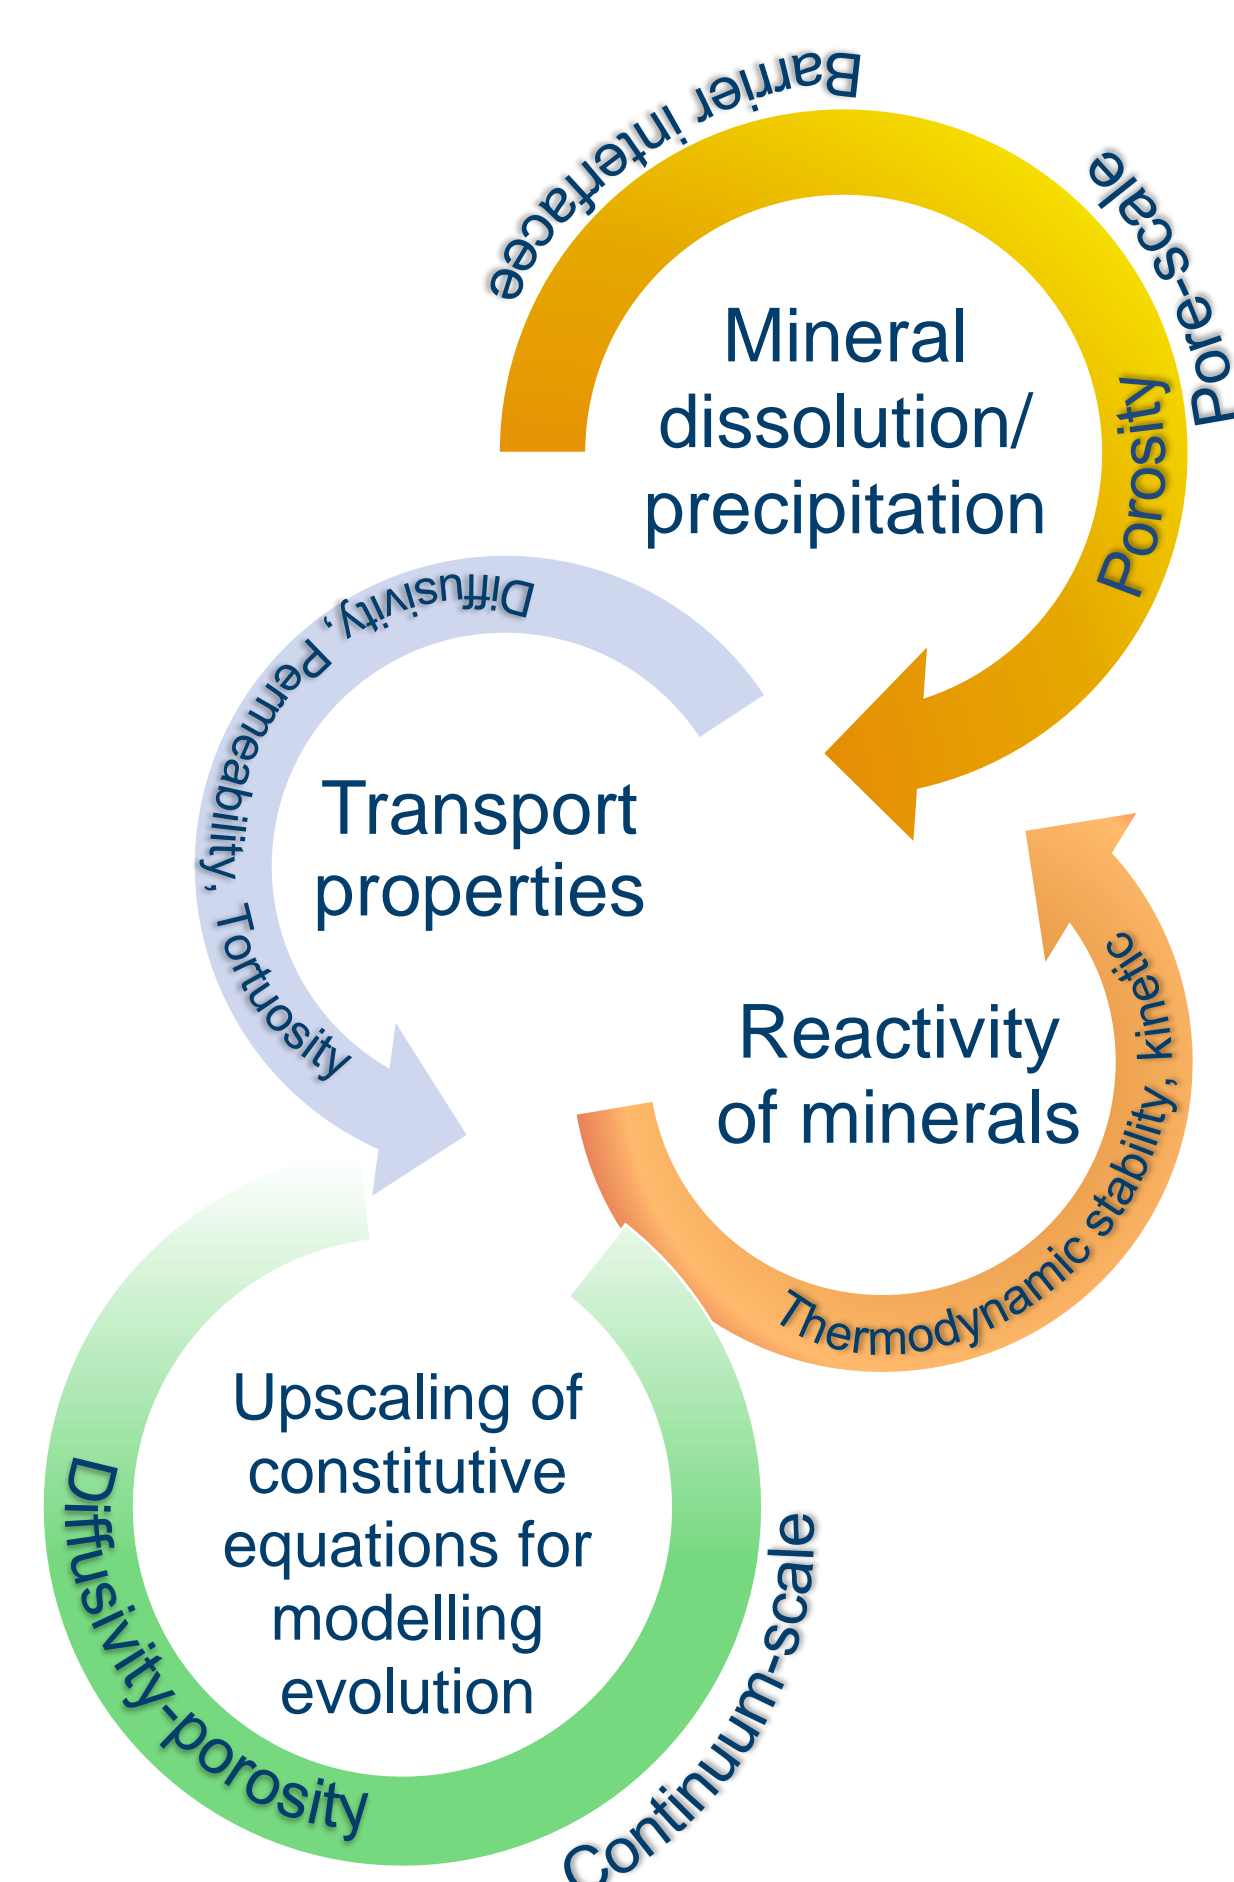 Barrier interfacee
Pore-scale
Mineral
dissolution/
precipitation
Porosity
Diffusivity, Permeability, Tortuosity
Transport
properties
Reactivity
of minerals
Thermodynamic stability, kinetic
Upscaling of
constitutive
equations for
modelling
evolution
Diffusivity-porosity
Continuum-scale